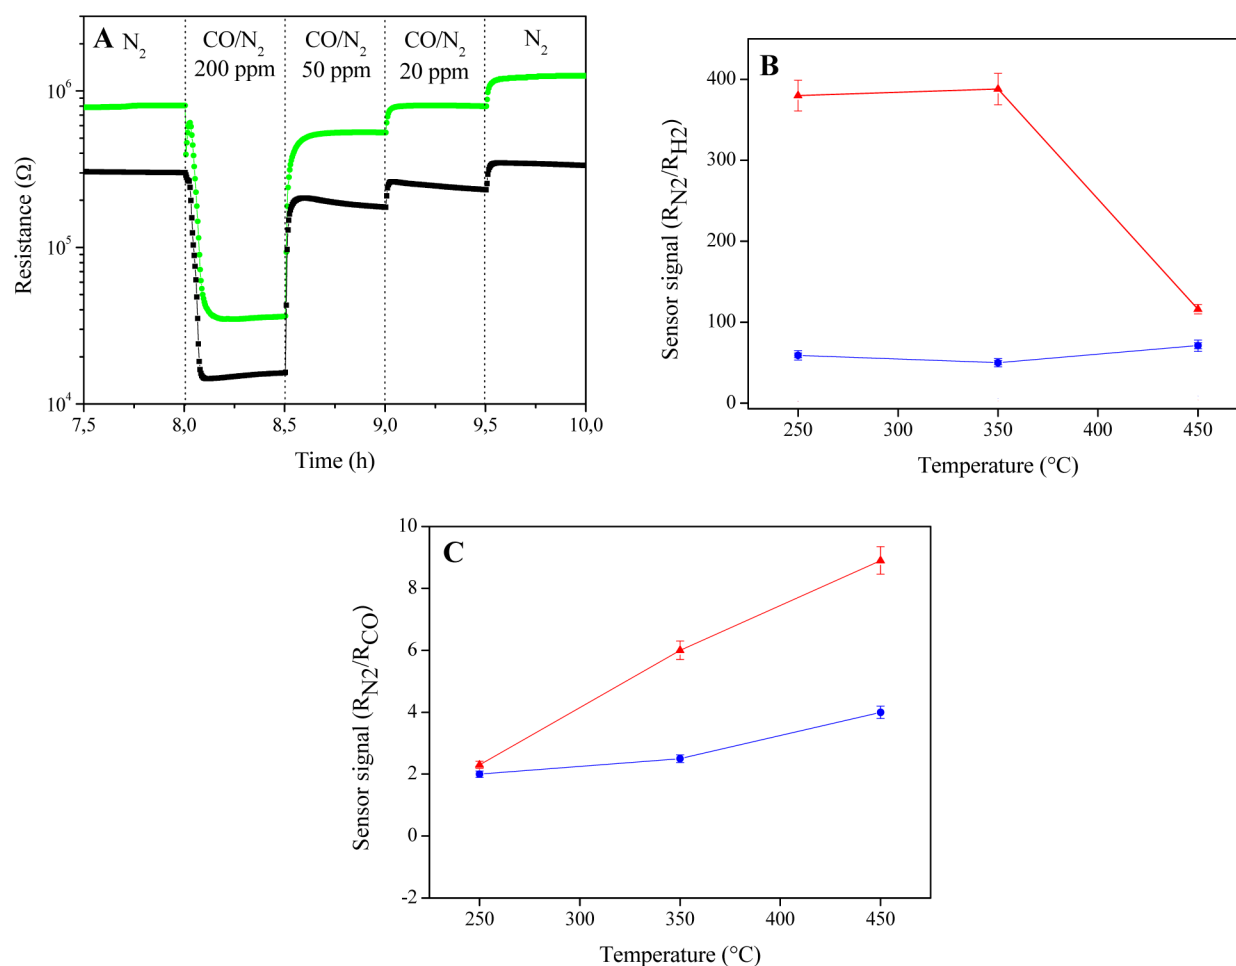 A
N2
CO/N2
200 ppm
CO/N2
50 ppm
CO/N2
20 ppm
N2
10^6
10^5
10^4
Resistance (Ω)
7,5 8,0 8,5 9,0 9,5 10,0
Time (h)
B
400
300
200
100
0
Sensor signal (RN2/RH2)
250 300 350 400 450
Temperature (°C)
C
10
8
6
4
2
0
-2
Sensor signal (RN2/RCO)
250 300 350 400 450
Temperature (°C)